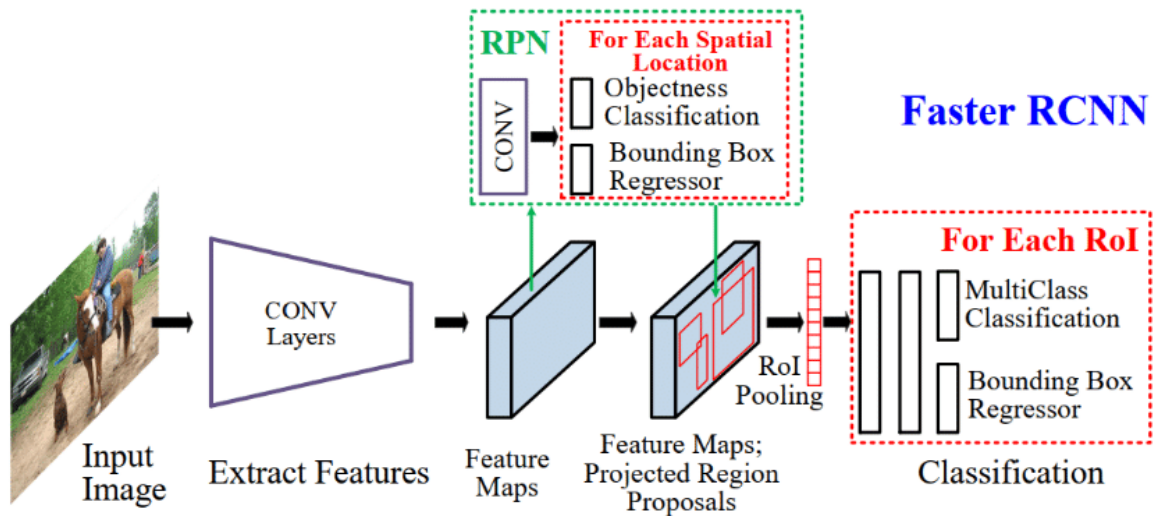 RPN
For Each Spatial
Location
CONV
Objectness
Classification
Bounding Box
Regressor
Faster RCNN
CONV
Layers
For Each RoI
MultiClass
Classification
Bounding Box
Regressor
RoI
Pooling
Input
Image
Extract Features
Feature
Maps
Feature Maps;
Projected Region
Proposals
Classification